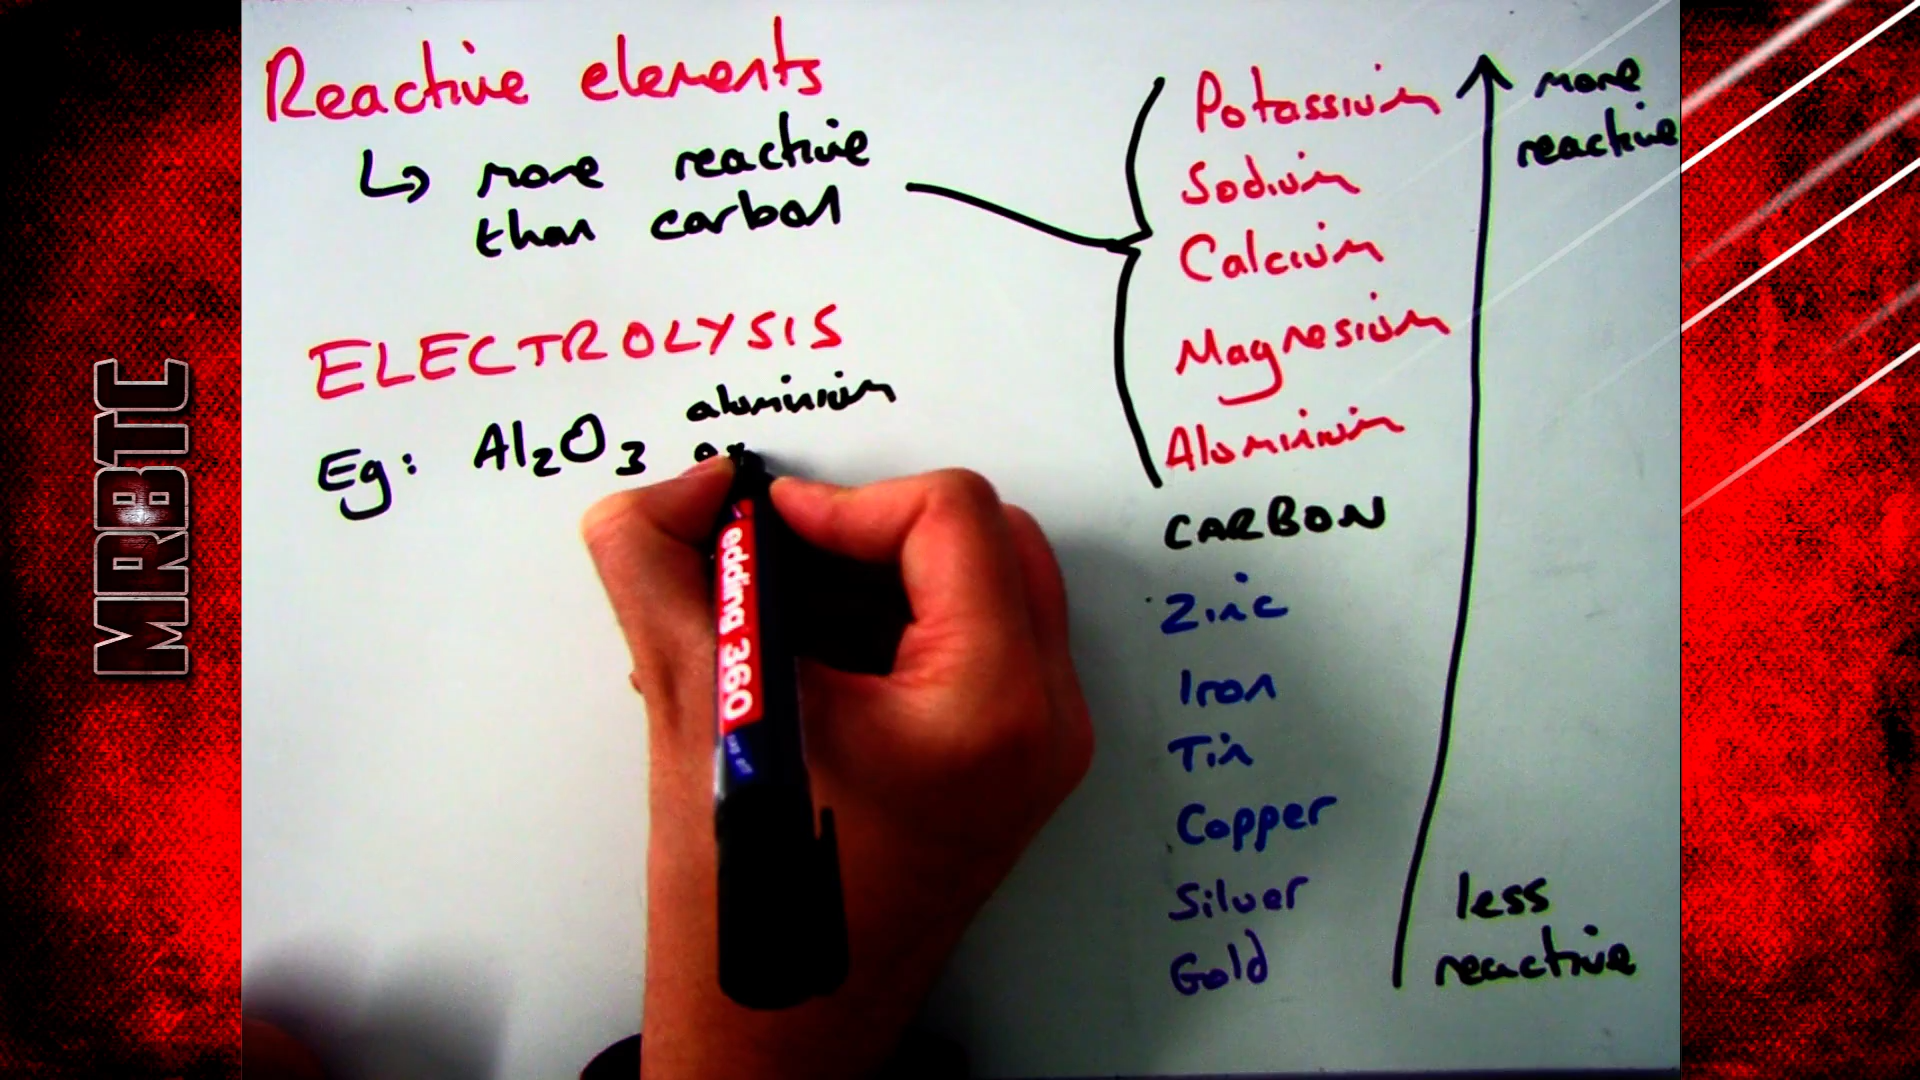 Reactive elements
↳ more reactive
than carbon
ELECTROLYSIS
Eg: Al₂O₃ aluminium
ox
Potassium
Sodium
Calcium
Magnesium
Aluminium
CARBON
Zinc
Iron
Tin
Copper
Silver
Gold
more
reactive
less
reactive
edding 360
MRBTC